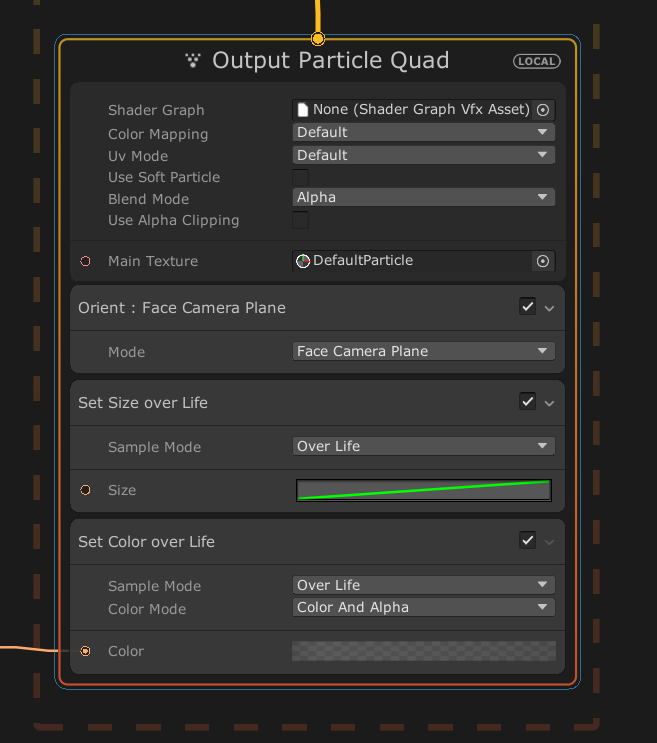 Output Particle Quad LOCAL
Shader Graph None (Shader Graph Vfx Asset)
Color Mapping Default
Uv Mode Default
Use Soft Particle
Blend Mode Alpha
Use Alpha Clipping
Main Texture DefaultParticle
Orient : Face Camera Plane
Mode Face Camera Plane
Set Size over Life
Sample Mode Over Life
Size
Set Color over Life
Sample Mode Over Life
Color Mode Color And Alpha
Color